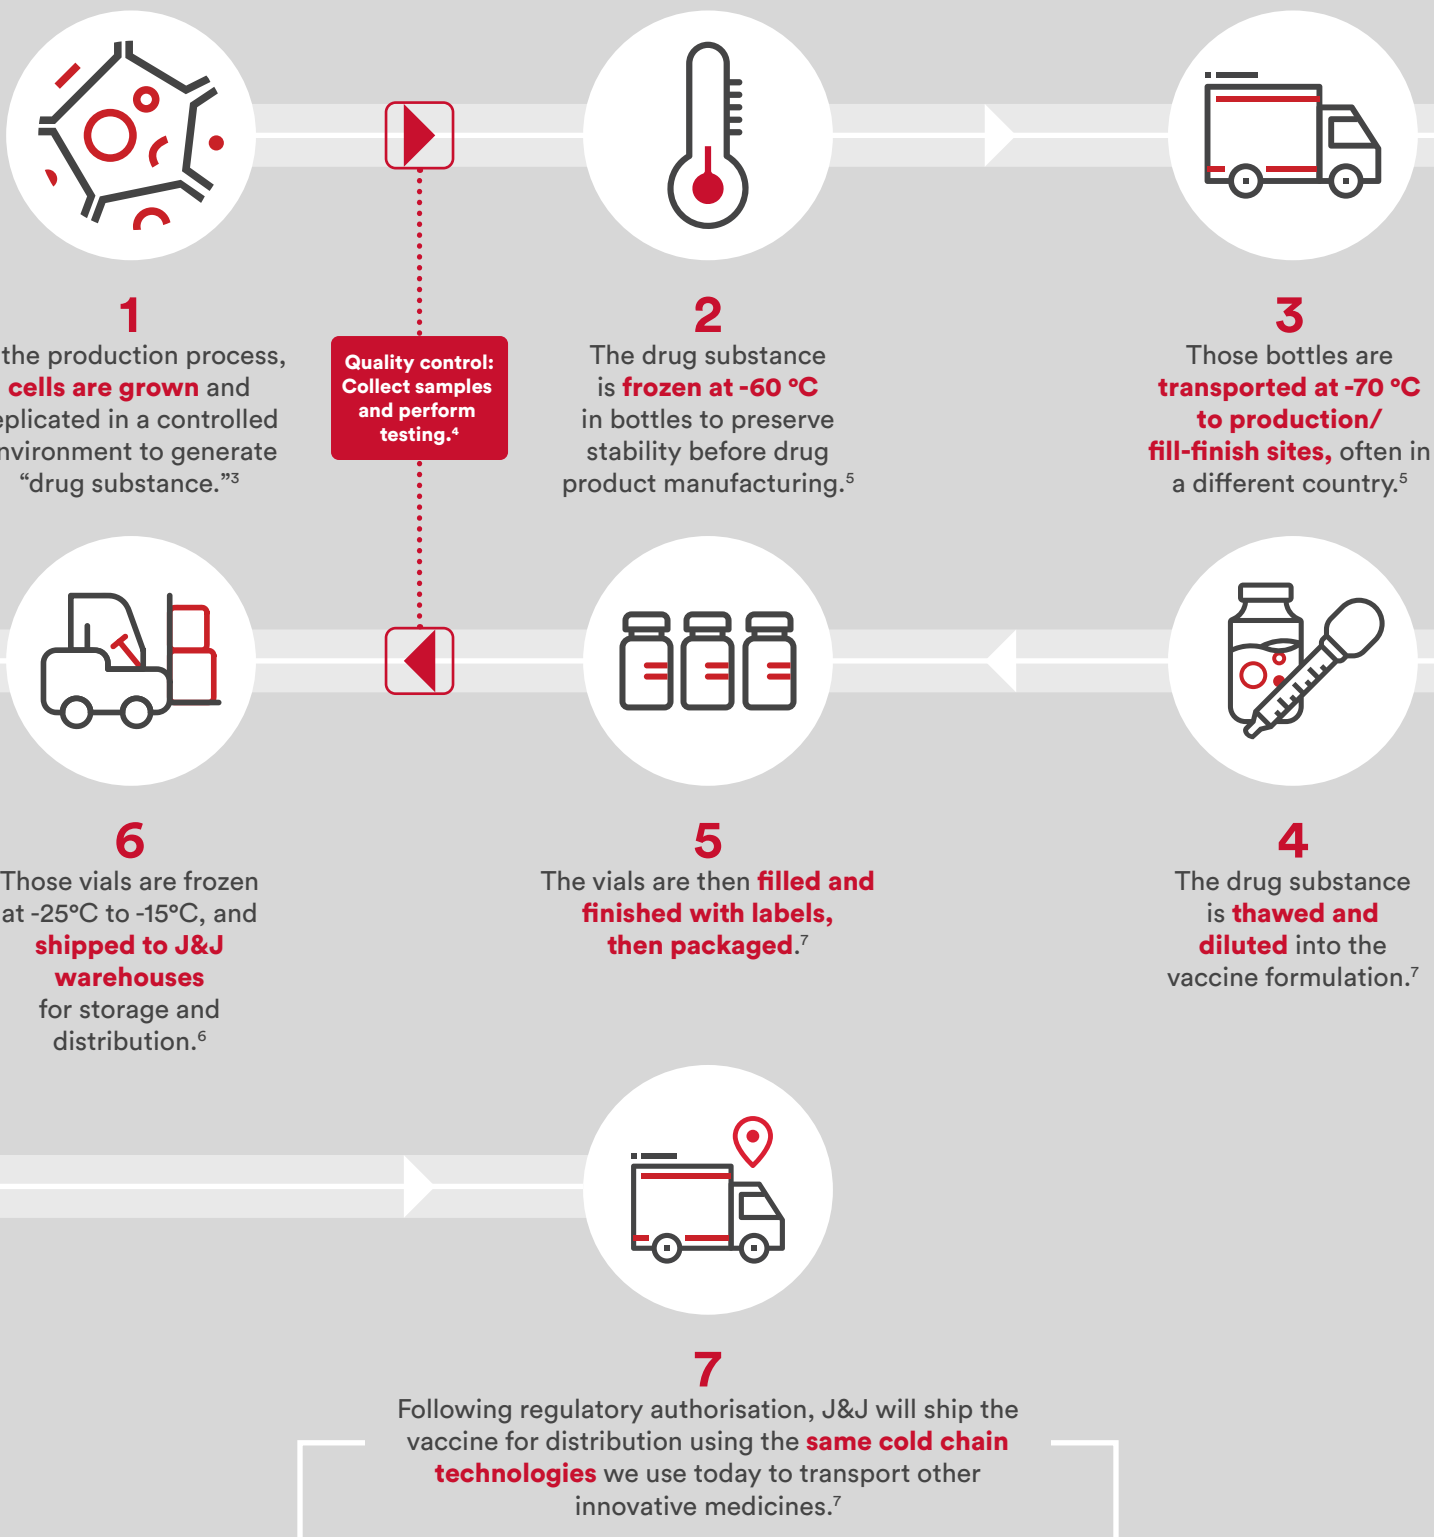 1
the production process,
cells are grown and
eplicated in a controlled
nvironment to generate
“drug substance.”³
Quality control:
Collect samples
and perform
testing.⁴
2
The drug substance
is frozen at -60 °C
in bottles to preserve
stability before drug
product manufacturing.⁵
3
Those bottles are
transported at -70 °C
to production/
fill-finish sites, often in
a different country.⁵
4
The drug substance
is thawed and
diluted into the
vaccine formulation.⁷
5
The vials are then filled and
finished with labels,
then packaged.⁷
6
Those vials are frozen
at -25°C to -15°C, and
shipped to J&J
warehouses
for storage and
distribution.⁶
7
Following regulatory authorisation, J&J will ship the
vaccine for distribution using the same cold chain
technologies we use today to transport other
innovative medicines.⁷